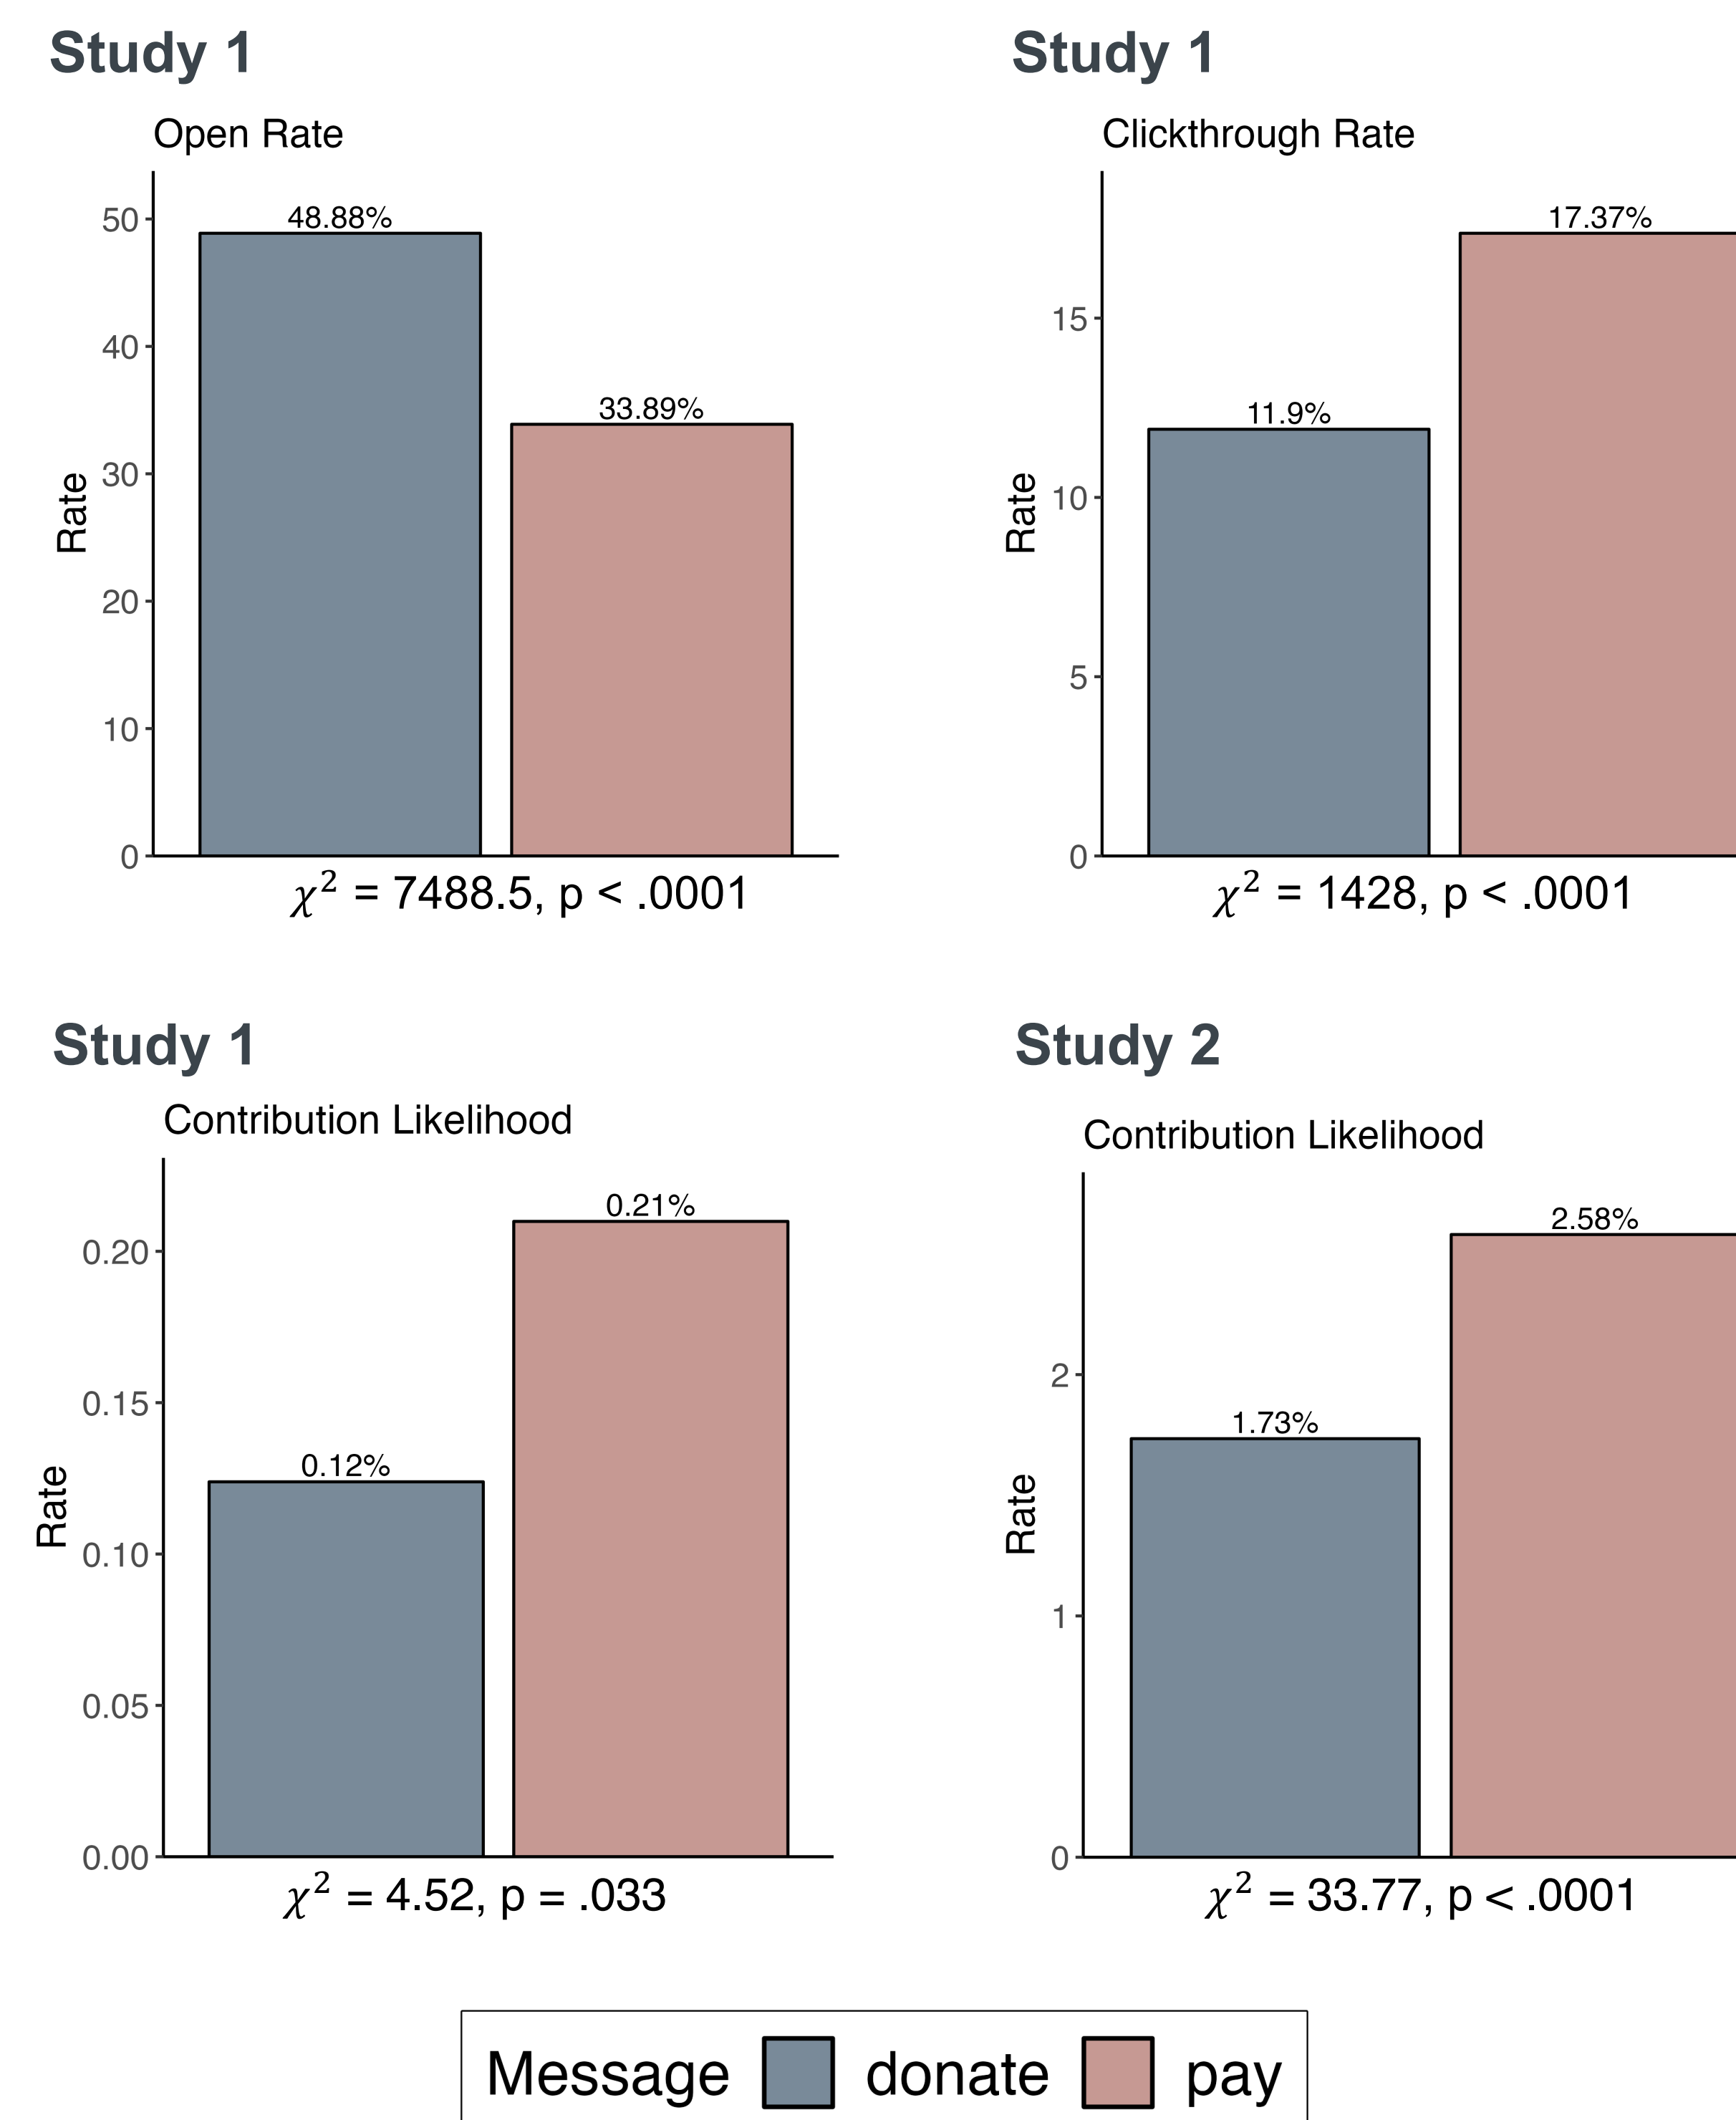 Study 1
Open Rate
Rate
50
40
30
20
10
0
48.88%
33.89%
χ² = 7488.5, p < .0001
Study 1
Clickthrough Rate
Rate
15
10
5
0
11.9%
17.37%
χ² = 1428, p < .0001
Study 1
Contribution Likelihood
Rate
0.20
0.15
0.10
0.05
0.00
0.12%
0.21%
χ² = 4.52, p = .033
Study 2
Contribution Likelihood
Rate
2
1
0
1.73%
2.58%
χ² = 33.77, p < .0001
Message donate pay